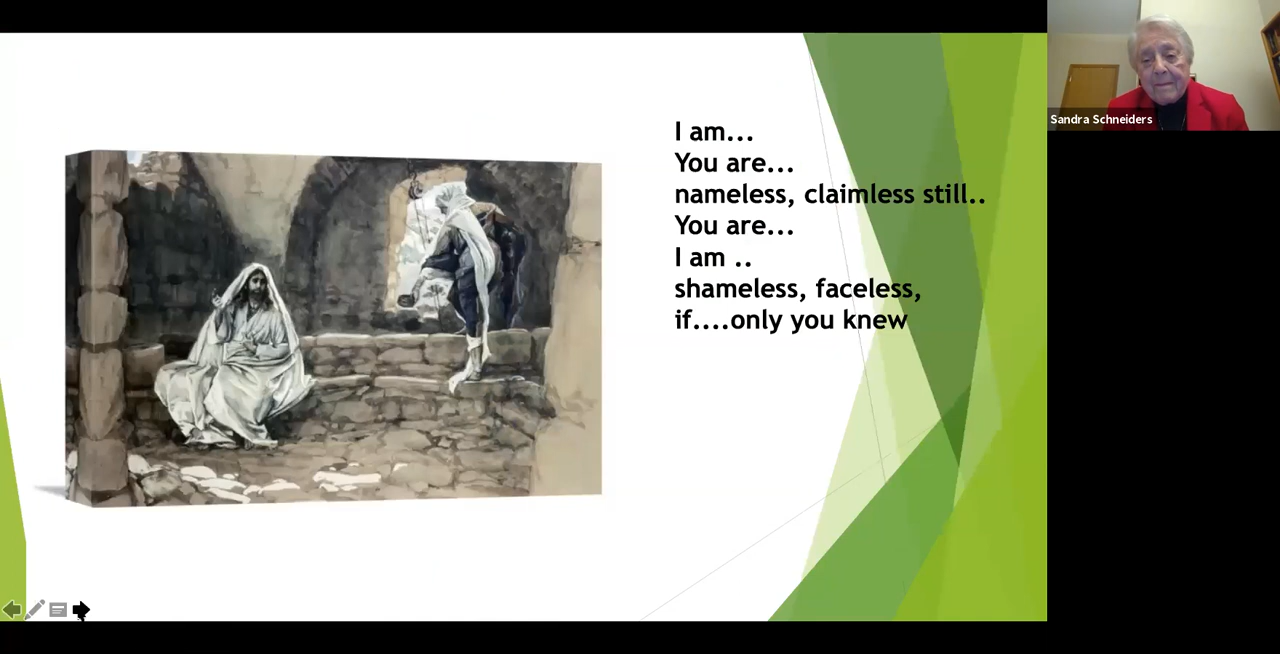 I am...
You are...
nameless, claimless still..
You are...
I am ..
shameless, faceless,
if....only you knew
Sandra Schneiders